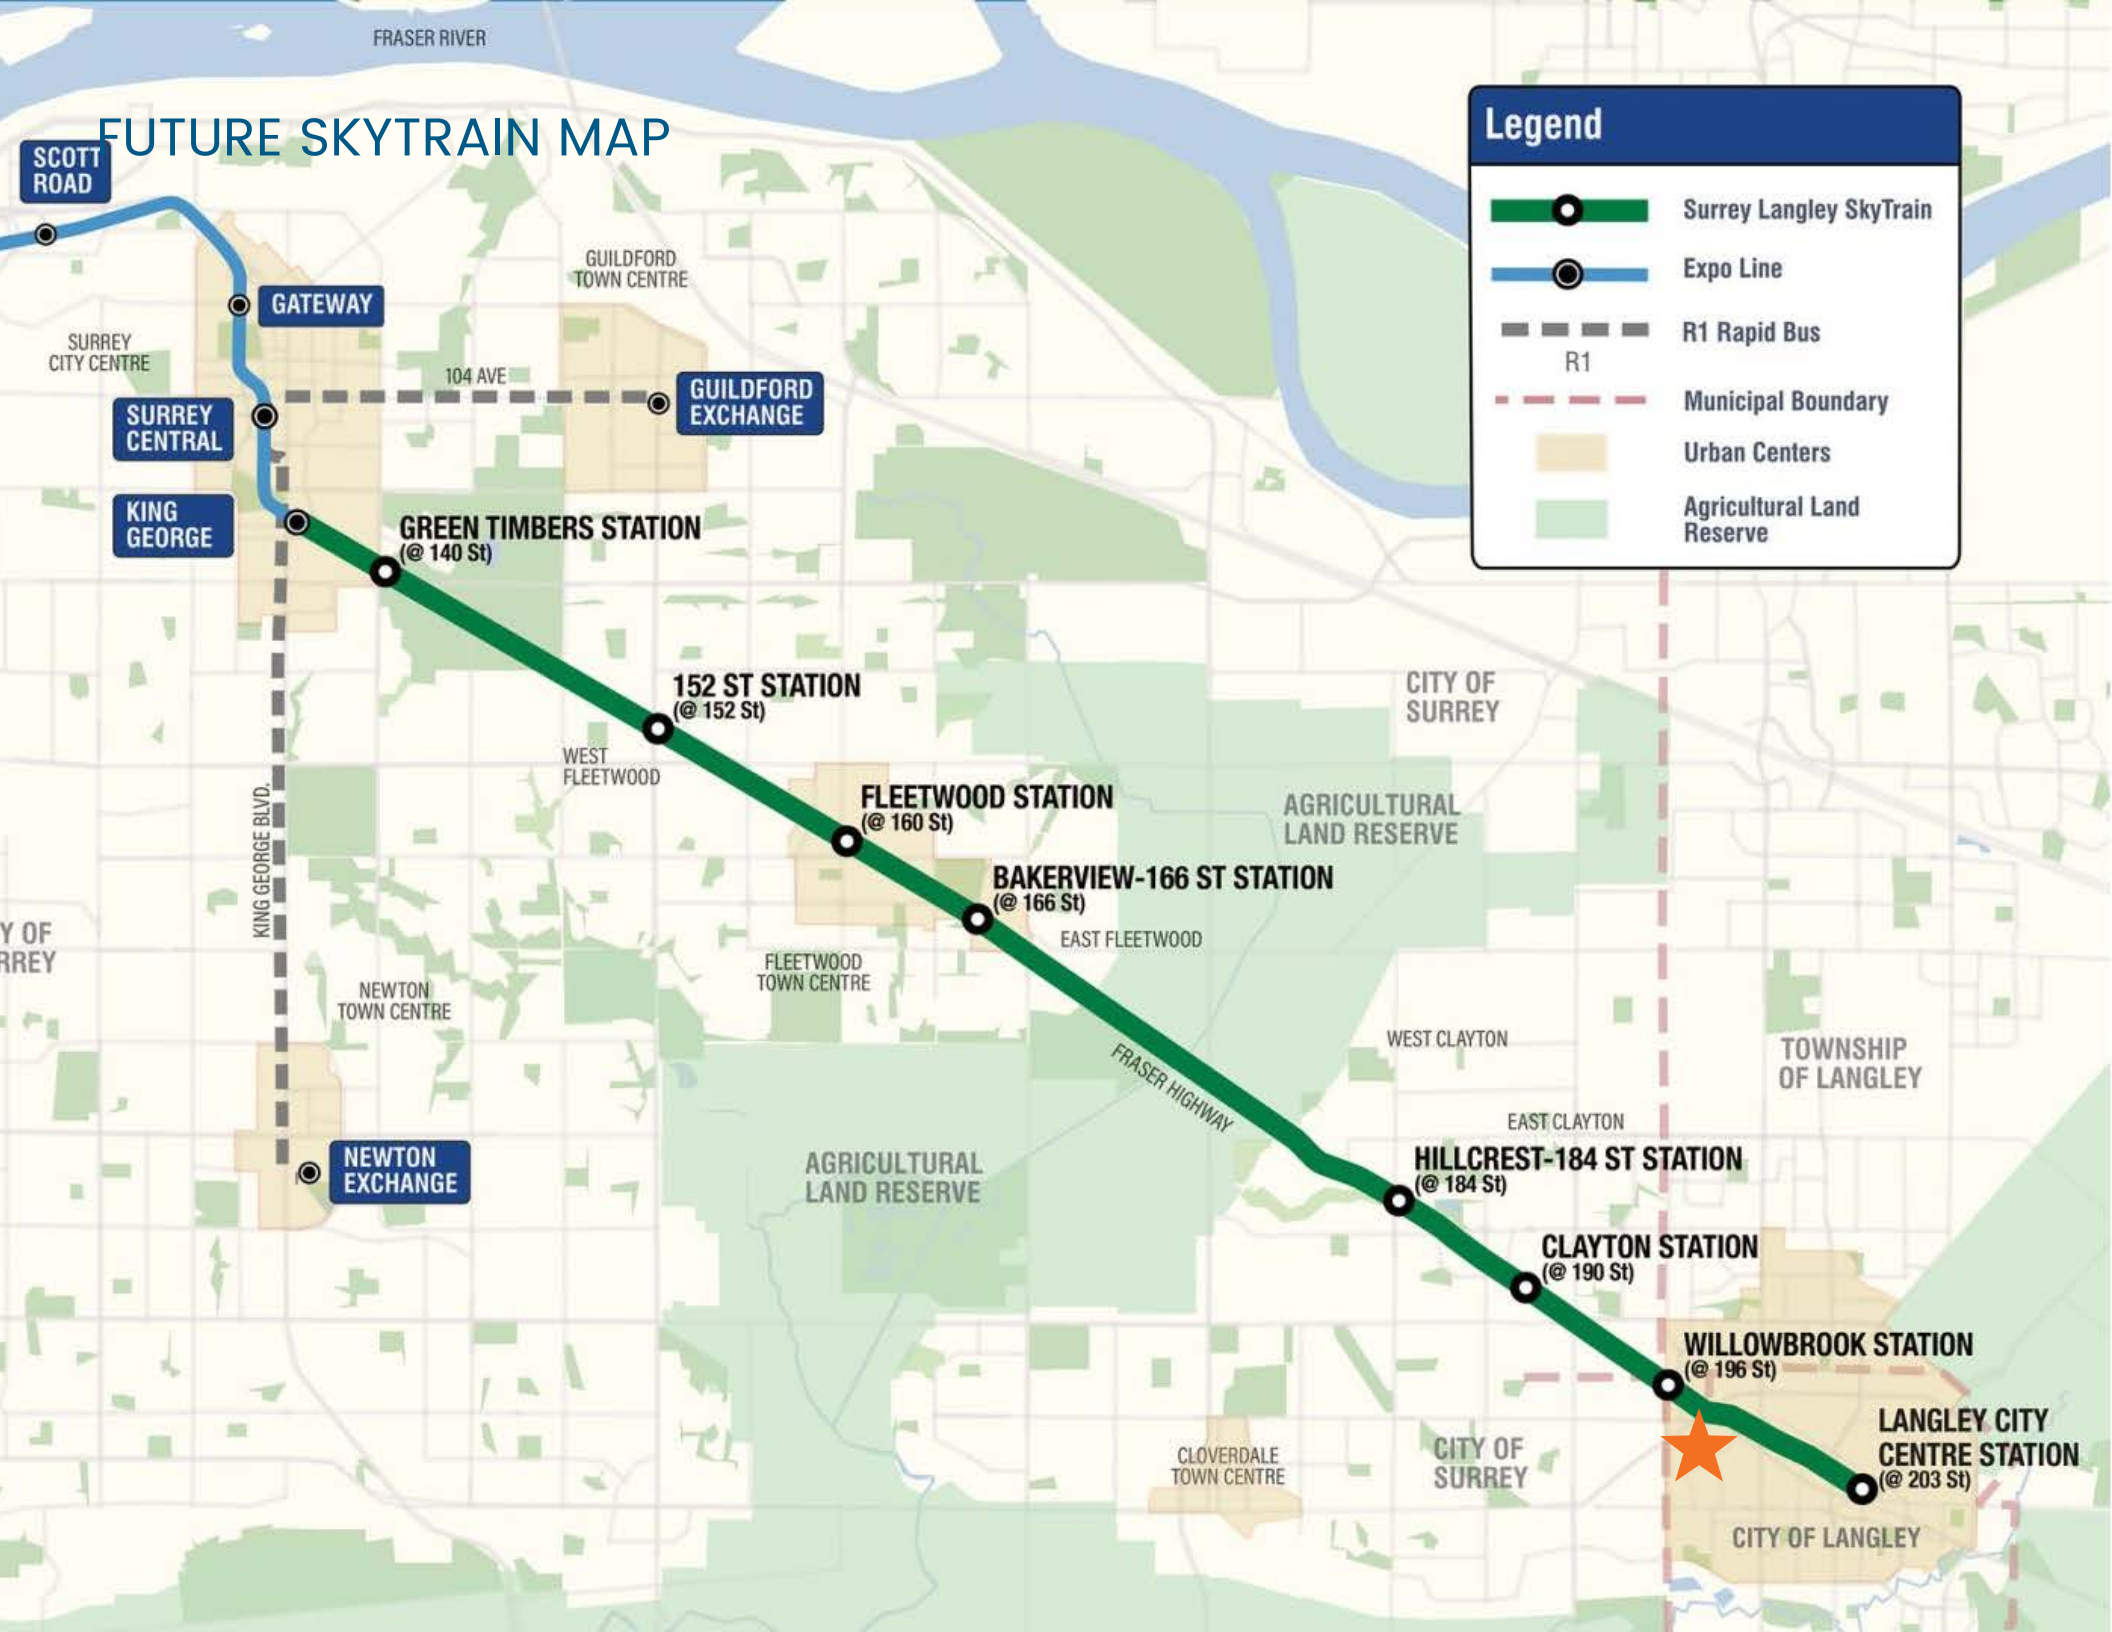 FRASER RIVER
FUTURE SKYTRAIN MAP
SCOTT
ROAD
Legend
Surrey Langley SkyTrain
Expo Line
R1 Rapid Bus
R1
Municipal Boundary
Urban Centers
Agricultural Land
Reserve
GUILDFORD
TOWN CENTRE
GATEWAY
SURREY
CITY CENTRE
104 AVE
GUILDFORD
EXCHANGE
SURREY
CENTRAL
KING
GEORGE
GREEN TIMBERS STATION
(@ 140 St)
152 ST STATION
(@ 152 St)
CITY OF
SURREY
WEST
FLEETWOOD
FLEETWOOD STATION
(@ 160 St)
AGRICULTURAL
LAND RESERVE
KING GEORGE BLVD.
BAKERVIEW-166 ST STATION
(@ 166 St)
EAST FLEETWOOD
Y OF
RREY
FLEETWOOD
TOWN CENTRE
NEWTON
TOWN CENTRE
WEST CLAYTON
TOWNSHIP
OF LANGLEY
FRASER HIGHWAY
EAST CLAYTON
NEWTON
EXCHANGE
AGRICULTURAL
LAND RESERVE
HILLCREST-184 ST STATION
(@ 184 St)
CLAYTON STATION
(@ 190 St)
WILLOWBROOK STATION
(@ 196 St)
LANGLEY CITY
CENTRE STATION
(@ 203 St)
CLOVERDALE
TOWN CENTRE
CITY OF
SURREY
CITY OF LANGLEY